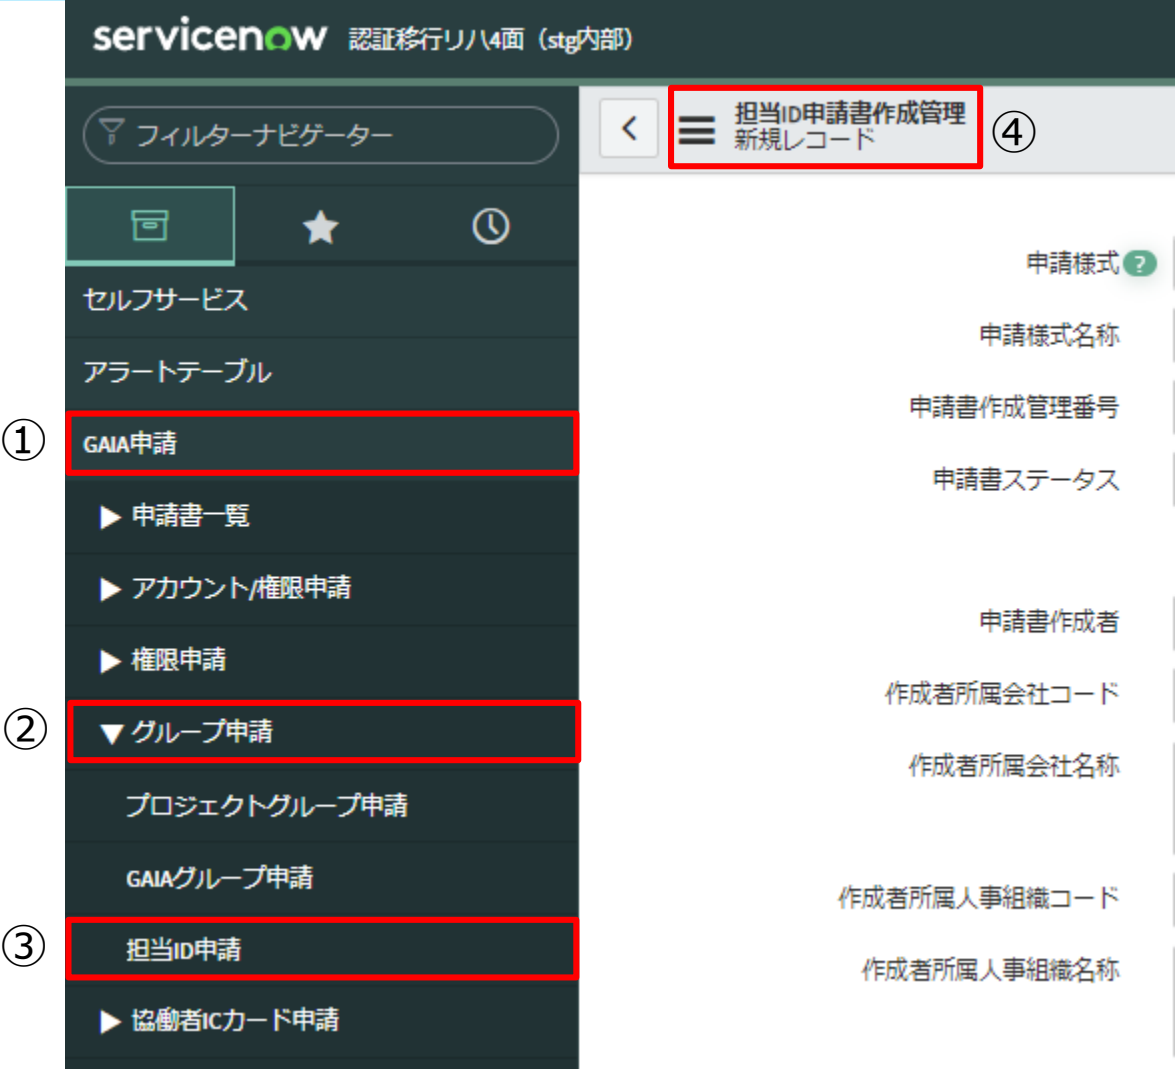 servicenow 認証移行リハ4面（stg内部）
フィルターナビゲーター
担当ID申請書作成管理
新規レコード
④
セルフサービス
アラートテーブル
① GAIA申請
▶ 申請書一覧
▶ アカウント/権限申請
▶ 権限申請
② ▼ グループ申請
プロジェクトグループ申請
GAIAグループ申請
③ 担当ID申請
▶ 協働者ICカード申請
申請様式 ?
申請様式名称
申請書作成管理番号
申請書ステータス
申請書作成者
作成者所属会社コード
作成者所属会社名称
作成者所属人事組織コード
作成者所属人事組織名称